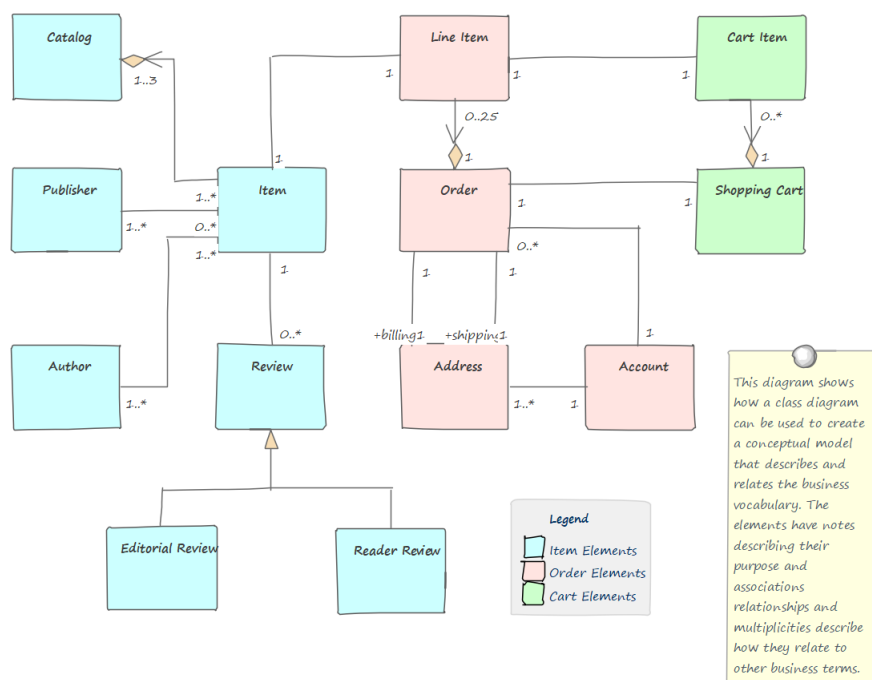 Catalog
Line Item
Cart Item
1..3
1
1
1
0..25
0..*
1
1
1
Publisher
Item
Order
Shopping Cart
1..*
1..*
0..*
1
1
1..*
0..*
1
1
1
+billing
1
+shipping
1
0..*
1
Author
Review
Address
Account
1..*
1..*
1
Editorial Review
Reader Review
Legend
Item Elements
Order Elements
Cart Elements
This diagram shows
how a class diagram
can be used to create
a conceptual model
that describes and
relates the business
vocabulary. The
elements have notes
describing their
purpose and
associations
relationships and
multiplicities describe
how they relate to
other business terms.